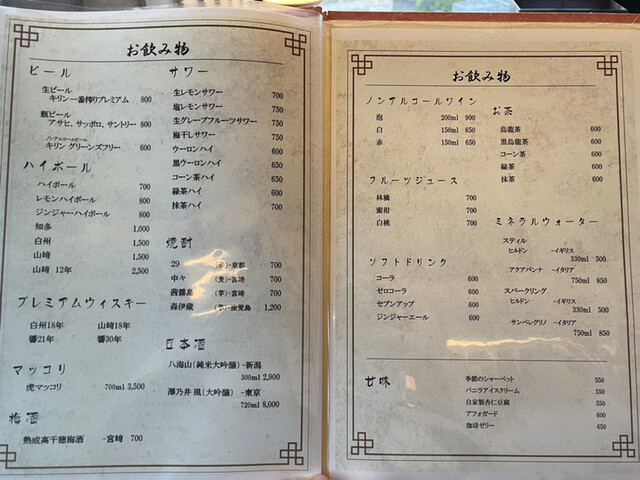 お飲み物
ビール
生ビール
キリン一番搾りプレミアム 800
瓶ビール
アサヒ、サッポロ、サントリー 800
ノンアルコールビール
キリン グリーンズフリー 600
ハイボール
ハイボール 700
レモンハイボール 800
ジンジャーハイボール 800
知多 1,000
白州 1,500
山崎 1,500
山崎 12年 2,500
プレミアムウィスキー
白州18年 山崎18年
響21年 響30年
マッコリ
虎マッコリ 700ml 3,500
梅酒
熟成高千穂梅酒 -宮崎 700
サワー
生レモンサワー 700
塩レモンサワー 750
生グレープフルーツサワー 750
梅干しサワー 750
ウーロンハイ 600
黒ウーロンハイ 650
コーン茶ハイ 650
緑茶ハイ 700
抹茶ハイ 700
焼酎
29 (麦)-京都 700
中々 (麦)-宮崎 700
茜霧島 (芋)-宮崎 700
森伊蔵 (芋)-鹿児島 1,200
日本酒
八海山(純米大吟醸)-新潟
300ml 2,900
澤乃井 凰(大吟醸) -東京
720ml 8,000
お飲み物
ノンアルコールワイン
泡 200ml 900
白 150ml 650
赤 150ml 650
フルーツジュース
林檎 700
蜜柑 700
白桃 700
ソフトドリンク
コーラ 600
ゼロコーラ 600
セブンアップ 600
ジンジャーエール 600
お茶
烏龍茶 600
黒烏龍茶 600
コーン茶 600
緑茶 600
抹茶 600
ミネラルウォーター
スティル
ヒルドン -イギリス
330ml 500
アクアパンナ -イタリア
750ml 850
スパークリング
ヒルドン -イギリス
330ml 500
サンペレグリノ -イタリア
750ml 850
甘味
季節のシャーベット 550
バニラアイスクリーム 550
自家製杏仁豆腐 550
アフォガード 600
珈琲ゼリー 650